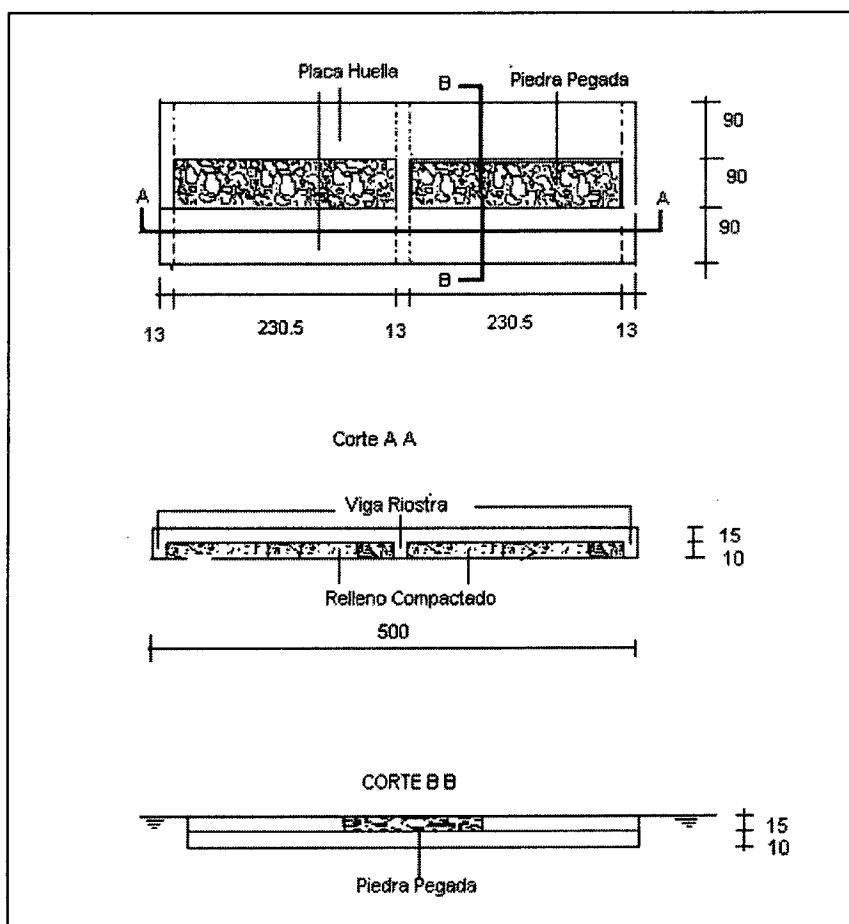 Placa Huella
B
Piedra Pegada
90
90
90
A
A
B
13
230.5
13
230.5
13
Corte A A
Viga Riostra
15
10
Relleno Compactado
500
CORTE B B
15
10
Piedra Pegada